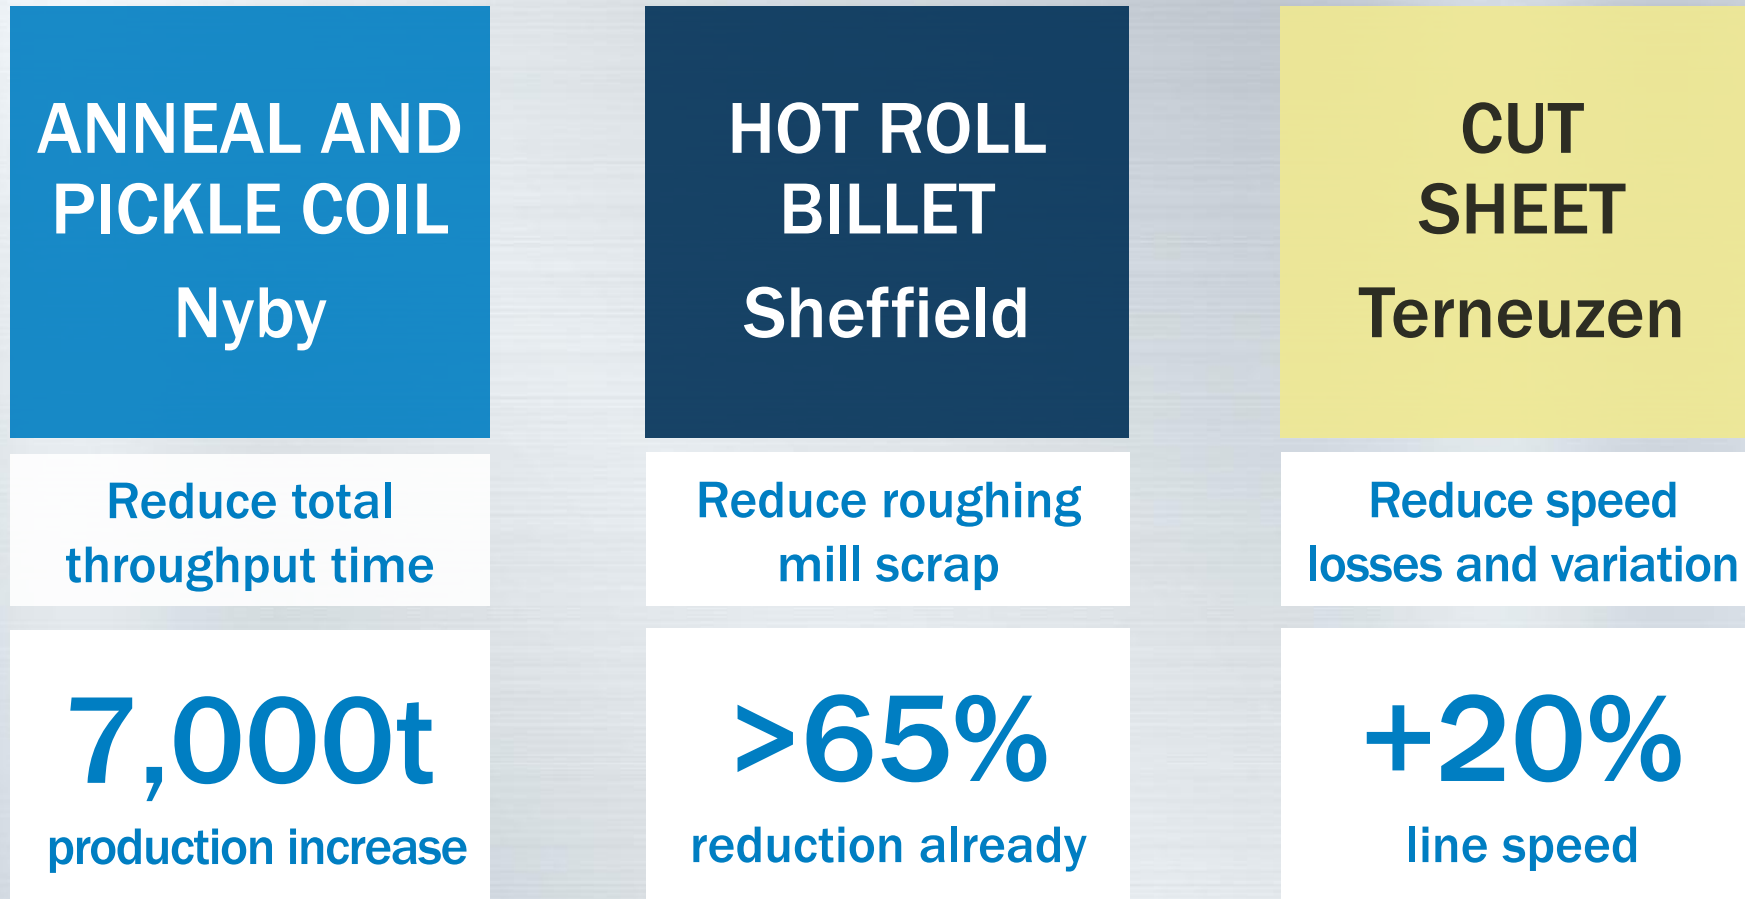 ANNEAL AND
PICKLE COIL
Nyby
Reduce total
throughput time
7,000t
production increase
HOT ROLL
BILLET
Sheffield
Reduce roughing
mill scrap
>65%
reduction already
CUT
SHEET
Terneuzen
Reduce speed
losses and variation
+20%
line speed